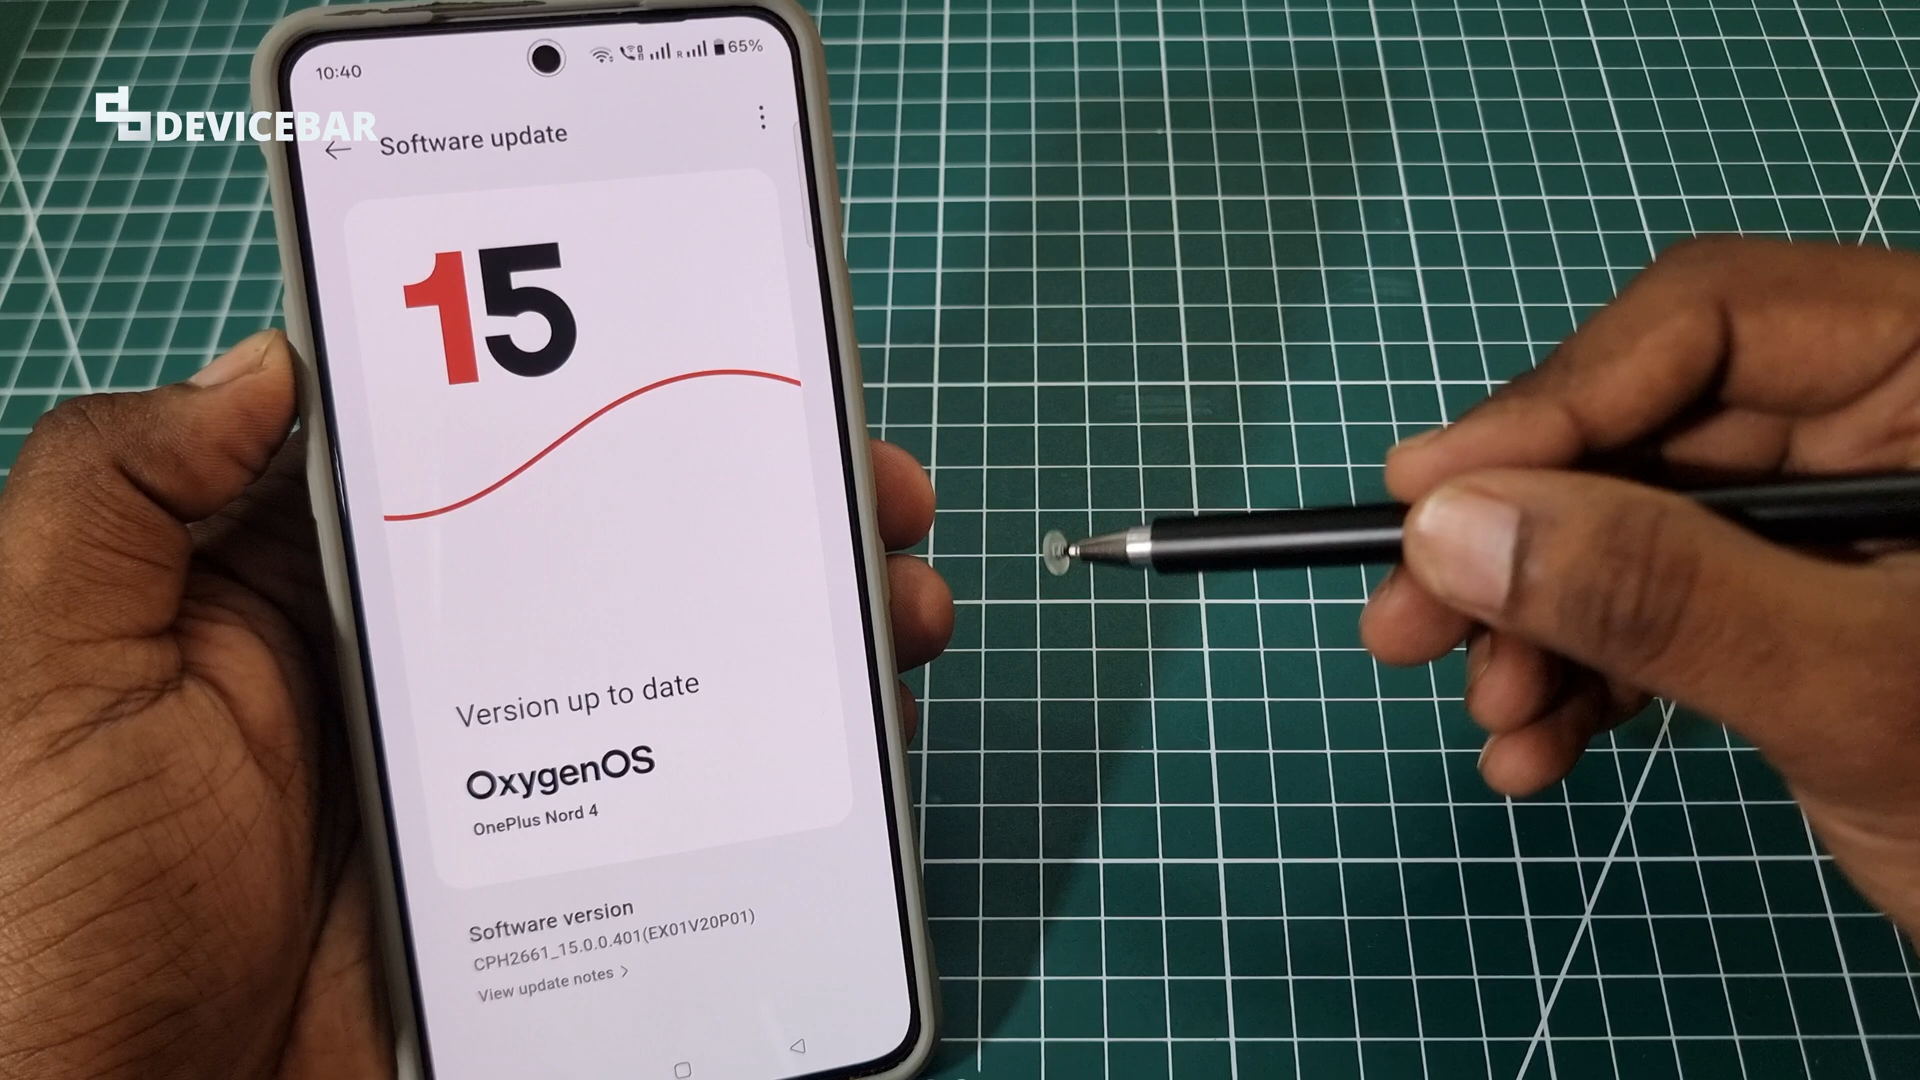 10:40
R
65%
DEVICEBAR
Software update
15
Version up to date
OxygenOS
OnePlus Nord 4
Software version
CPH2661_15.0.0.401(EX01V20P01)
View update notes >